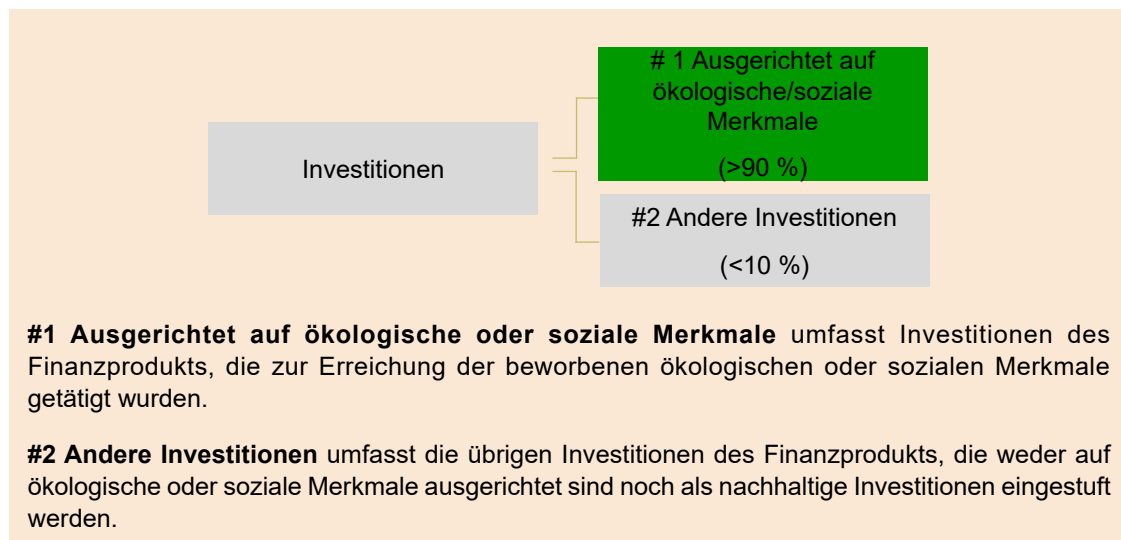 # 1 Ausgerichtet auf
ökologische/soziale
Merkmale
(>90 %)
Investitionen
#2 Andere Investitionen
(<10 %)
#1 Ausgerichtet auf ökologische oder soziale Merkmale umfasst Investitionen des
Finanzprodukts, die zur Erreichung der beworbenen ökologischen oder sozialen Merkmale
getätigt wurden.
#2 Andere Investitionen umfasst die übrigen Investitionen des Finanzprodukts, die weder auf
ökologische oder soziale Merkmale ausgerichtet sind noch als nachhaltige Investitionen eingestuft
werden.